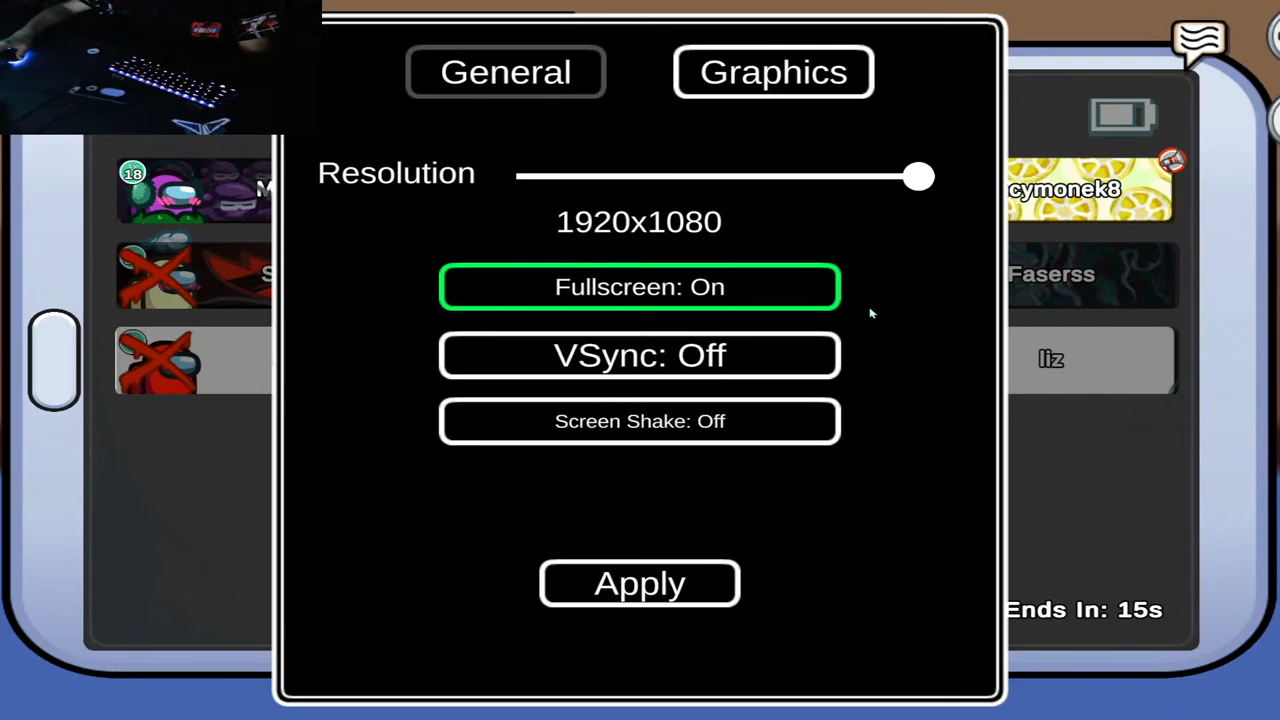 General
Graphics
Resolution
1920x1080
Fullscreen: On
VSync: Off
Screen Shake: Off
Apply
Lv
18
M
S
cymonek8
Faserss
liz
Ends In: 15s